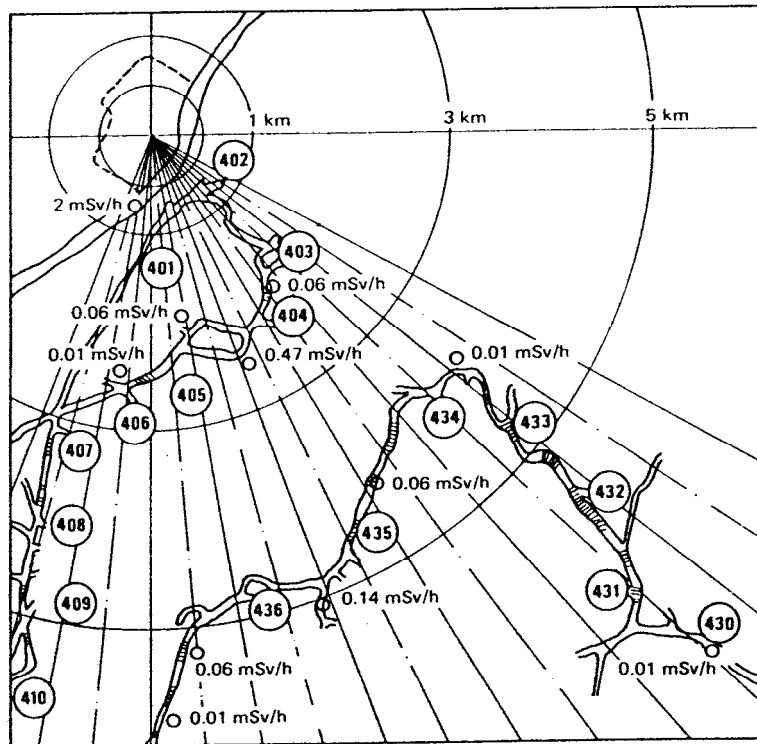 1 km
3 km
5 km
402
2 mSv/h
401
403
0.06 mSv/h
0.06 mSv/h
404
0.01 mSv/h
0.47 mSv/h
0.01 mSv/h
405
406
434
433
407
0.06 mSv/h
432
408
435
431
409
436
0.14 mSv/h
430
0.06 mSv/h
0.01 mSv/h
410
0.01 mSv/h